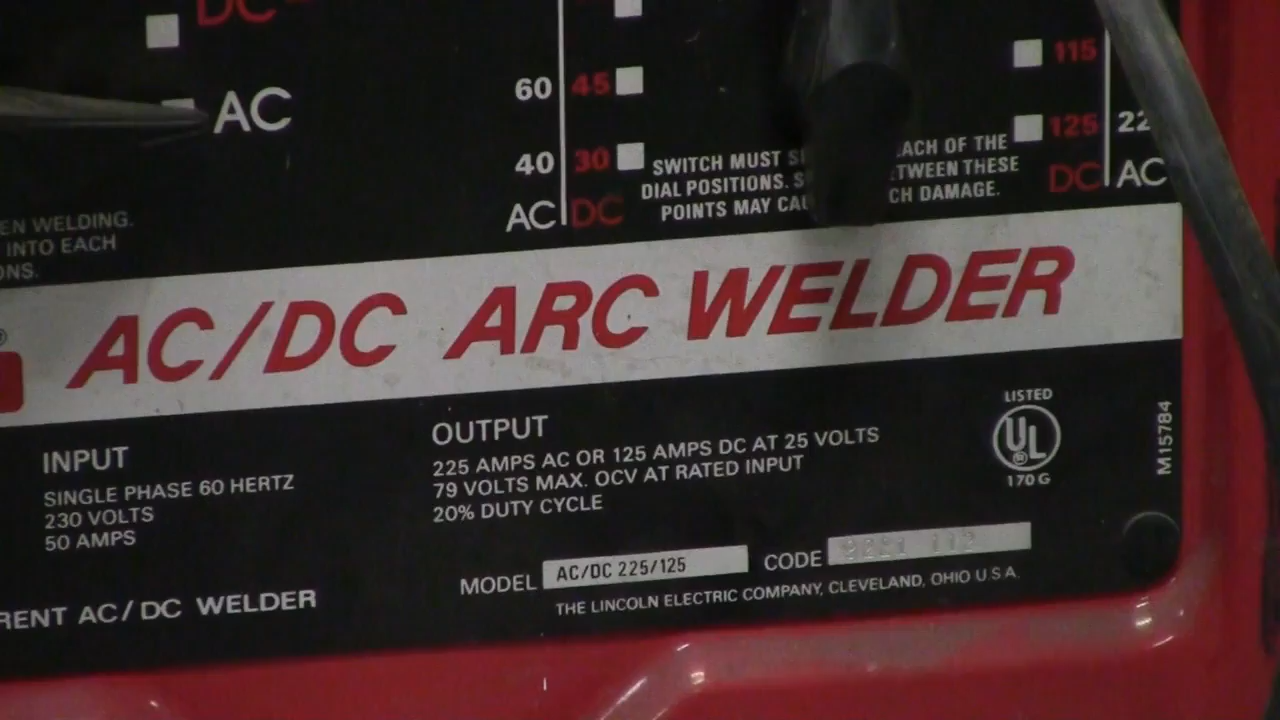 DC
AC
60 45
40 30
AC DC
115
125
DC AC
SWITCH MUST ACH OF THE
DIAL POSITIONS. TWEEN THESE
POINTS MAY CAU CH DAMAGE.
EN WELDING.
INTO EACH
ONS.
®
AC/DC ARC WELDER
INPUT
SINGLE PHASE 60 HERTZ
230 VOLTS
50 AMPS
OUTPUT
225 AMPS AC OR 125 AMPS DC AT 25 VOLTS
79 VOLTS MAX. OCV AT RATED INPUT
20% DUTY CYCLE
LISTED
UL
®
170 G
M15784
MODEL AC/DC 225/125 CODE
THE LINCOLN ELECTRIC COMPANY, CLEVELAND, OHIO U.S.A.
RENT AC/DC WELDER